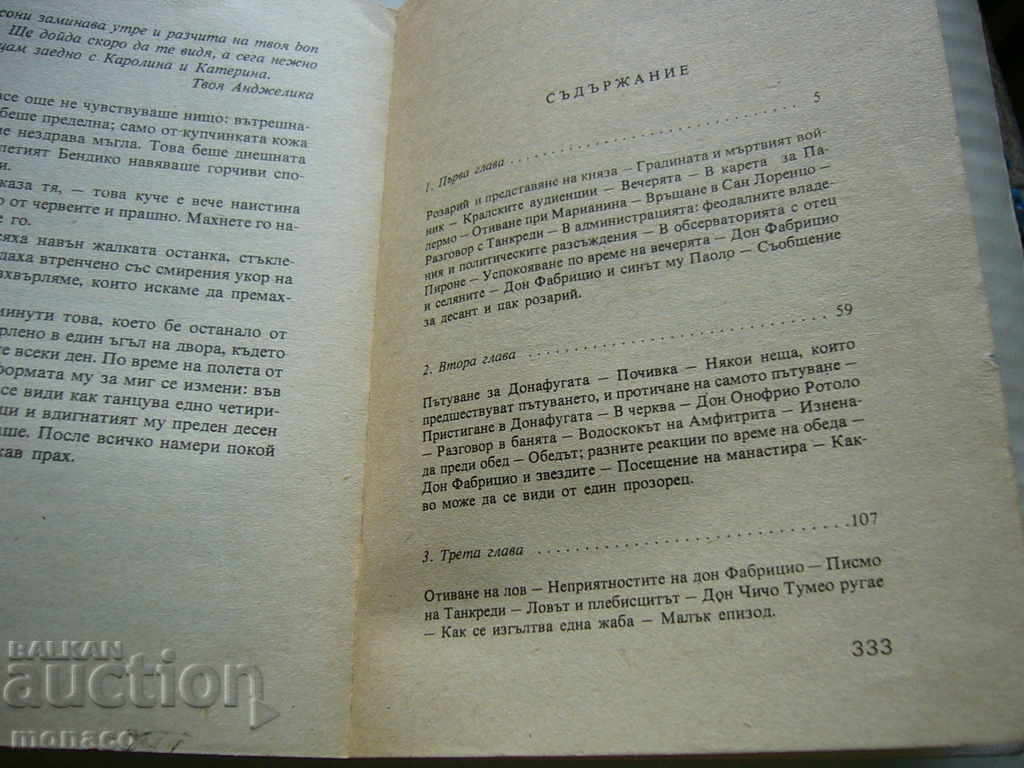 сони заминава утре и разчита на твоя bon
Ще дойда скоро да те видя, а сега нежно
щам заедно с Каролина и Катерина.
Твоя Анджелика
асе още не чувствуваше нищо: вътрешна-
беше пределна; само от купчинката кожа
не нездрава мъгла. Това беше днешната
летият Бендико навяваше горчиви спо-
и.
каза тя, — това куче е вече наистина
о от червеите и прашно. Махнете го на-
е го.
еяха навън жалката останка, стъкле-
даха втренчено със смирения укор на
зхвърляме, които искаме да премах-
минути това, което бе останало от
рлено в един ъгъл на двора, където
е всеки ден. По време на полета от
формата му за миг се измени: във
се види как танцува едно четири-
щи и вдигнатият му преден десен
аше. После всичко намери покой
кав прах.
СЪДЪРЖАНИЕ
1. Първа глава . . . . . . . . . . . . . . . . . . . . . 5
Розарий и представяне на княза — Градината и мъртвият вой-
ник — Кралските аудиенции — Вечерята — В карета за Па-
лермо — Отиване при Марианина — Връщане в Сан Лоренцо —
Разговор с Танкреди — В администрацията: феодалните владе-
ния и политическите разсъждения — В обсерваторията с отец
Пироне — Успокояване по време на вечерята — Дон Фабрицио
и селяните — Дон Фабрицио и синът му Паоло — Съобщение
за десант и пак розарий.
2. Втора глава . . . . . . . . . . . . . . . . . . . . . 59
Пътуване за Донафугата — Почивка — Някои неща, които
предшествуват пътуването, и протичане на самото пътуване —
Пристигане в Донафугата — В черква — Дон Онофрио Ротоло
— Разговор в банята — Водоскокът на Амфитрита — Изнена-
да преди обед — Обедът; разните реакции по време на обеда —
Дон Фабрицио и звездите — Посещение на манастира — Как-
во може да се види от един прозорец.
3. Трета глава . . . . . . . . . . . . . . . . . . . . . 107
Отиване на лов — Неприятностите на дон Фабрицио — Писмо
на Танкреди — Ловът и плебисцитът — Дон Чичо Тумео ругае
— Как се изгълтва една жаба — Малък епизод.
333
BALKAN
auction
monaco